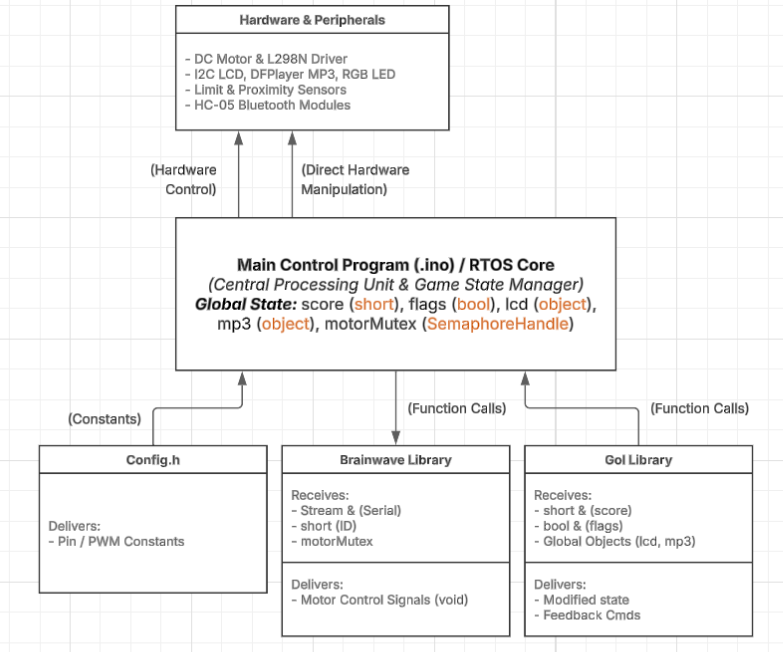 Hardware & Peripherals
- DC Motor & L298N Driver
- I2C LCD, DFPlayer MP3, RGB LED
- Limit & Proximity Sensors
- HC-05 Bluetooth Modules
(Hardware
Control)
(Direct Hardware
Manipulation)
Main Control Program (.ino) / RTOS Core
(Central Processing Unit & Game State Manager)
Global State: score (short), flags (bool), lcd (object),
mp3 (object), motorMutex (SemaphoreHandle)
(Constants)
(Function Calls)
(Function Calls)
Config.h
Delivers:
- Pin / PWM Constants
Brainwave Library
Receives:
- Stream & (Serial)
- short (ID)
- motorMutex
Delivers:
- Motor Control Signals (void)
Gol Library
Receives:
- short & (score)
- bool & (flags)
- Global Objects (lcd, mp3)
Delivers:
- Modified state
- Feedback Cmds